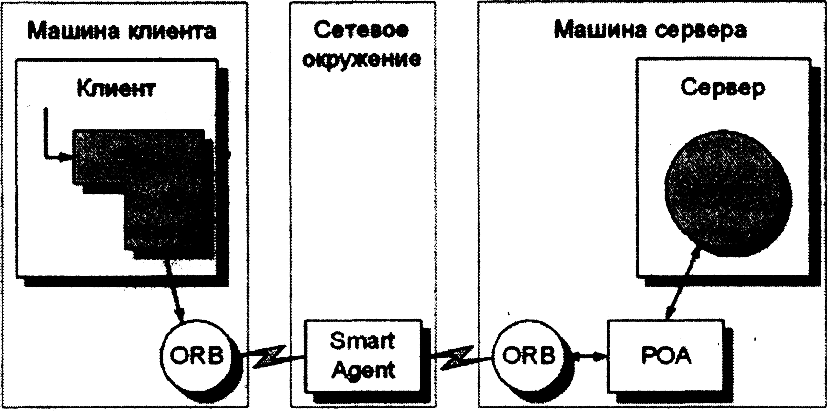 Машина клиента
Клиент
ORB
Сетевое
окружение
Smart
Agent
Машина сервера
Сервер
ORB
POA